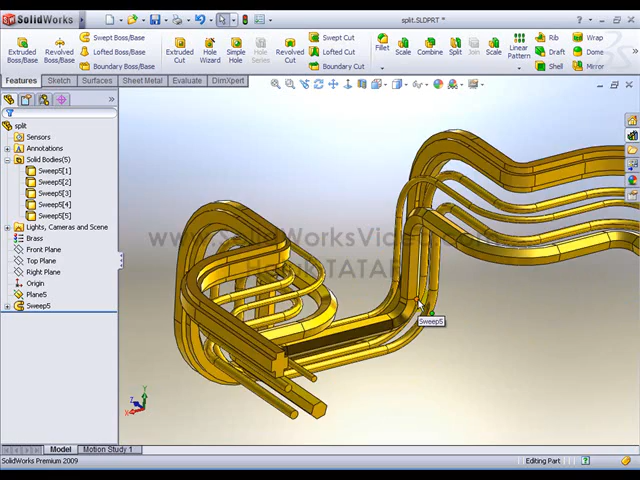 SolidWorks
split.SLDPRT
Extruded Boss/Base
Revolved Boss/Base
Swept Boss/Base
Lofted Boss/Base
Boundary Boss/Base
Extruded Cut
Hole Wizard
Hole Series
Revolved Cut
Swept Cut
Lofted Cut
Boundary Cut
Fillet
Scale
Combine
Split
Join
Scale
Linear Pattern
Rib
Draft
Shell
Wrap
Dome
Mirror
Features
Sketch
Surfaces
Sheet Metal
Evaluate
DimXpert
split
Sensors
Annotations
Solid Bodies(5)
Sweep5[1]
Sweep5[2]
Sweep5[3]
Sweep5[4]
Sweep5[5]
Lights, Cameras and Scene
Brass
Front Plane
Top Plane
Right Plane
Origin
Plane5
Sweep5
Sweep5
Y
Z
X
Model
Motion Study 1
SolidWorks Premium 2009
Editing Part